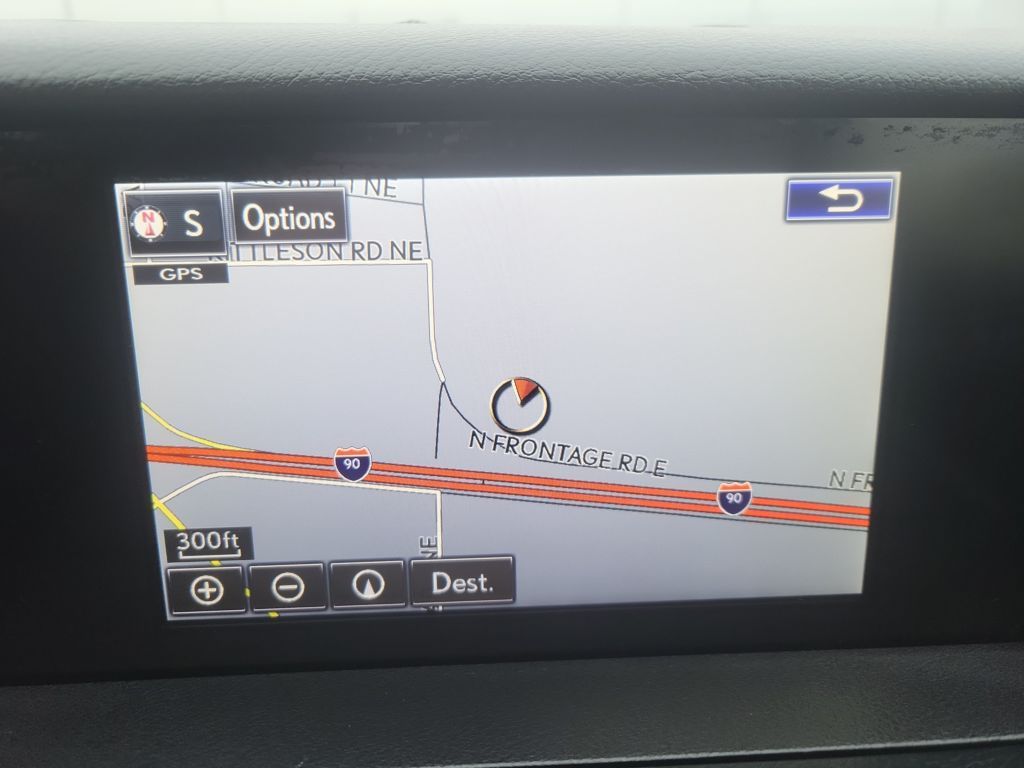 N S
Options
NE
TTLESON RD NE
GPS
90
N FRONTAGE RD E
N FR
90
300ft
NE
Dest.